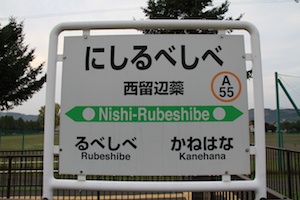 にしるべしべ
西留辺蘂
A
55
Nishi-Rubeshibe
るべしべ かねはな
Rubeshibe Kanehana